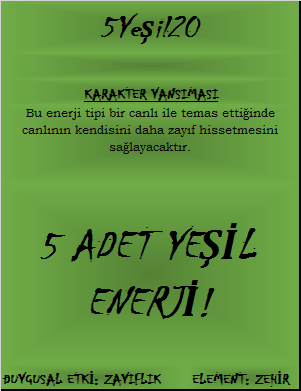 5Yeşil20
KARAKTER YANSIMASI
Bu enerji tipi bir canlı ile temas ettiğinde
canlının kendisini daha zayıf hissetmesini
sağlayacaktır.
5 ADET YEŞİL
ENERJİ!
DUYGUSAL ETKİ: ZAYIFLIK ELEMENT: ZEHİR